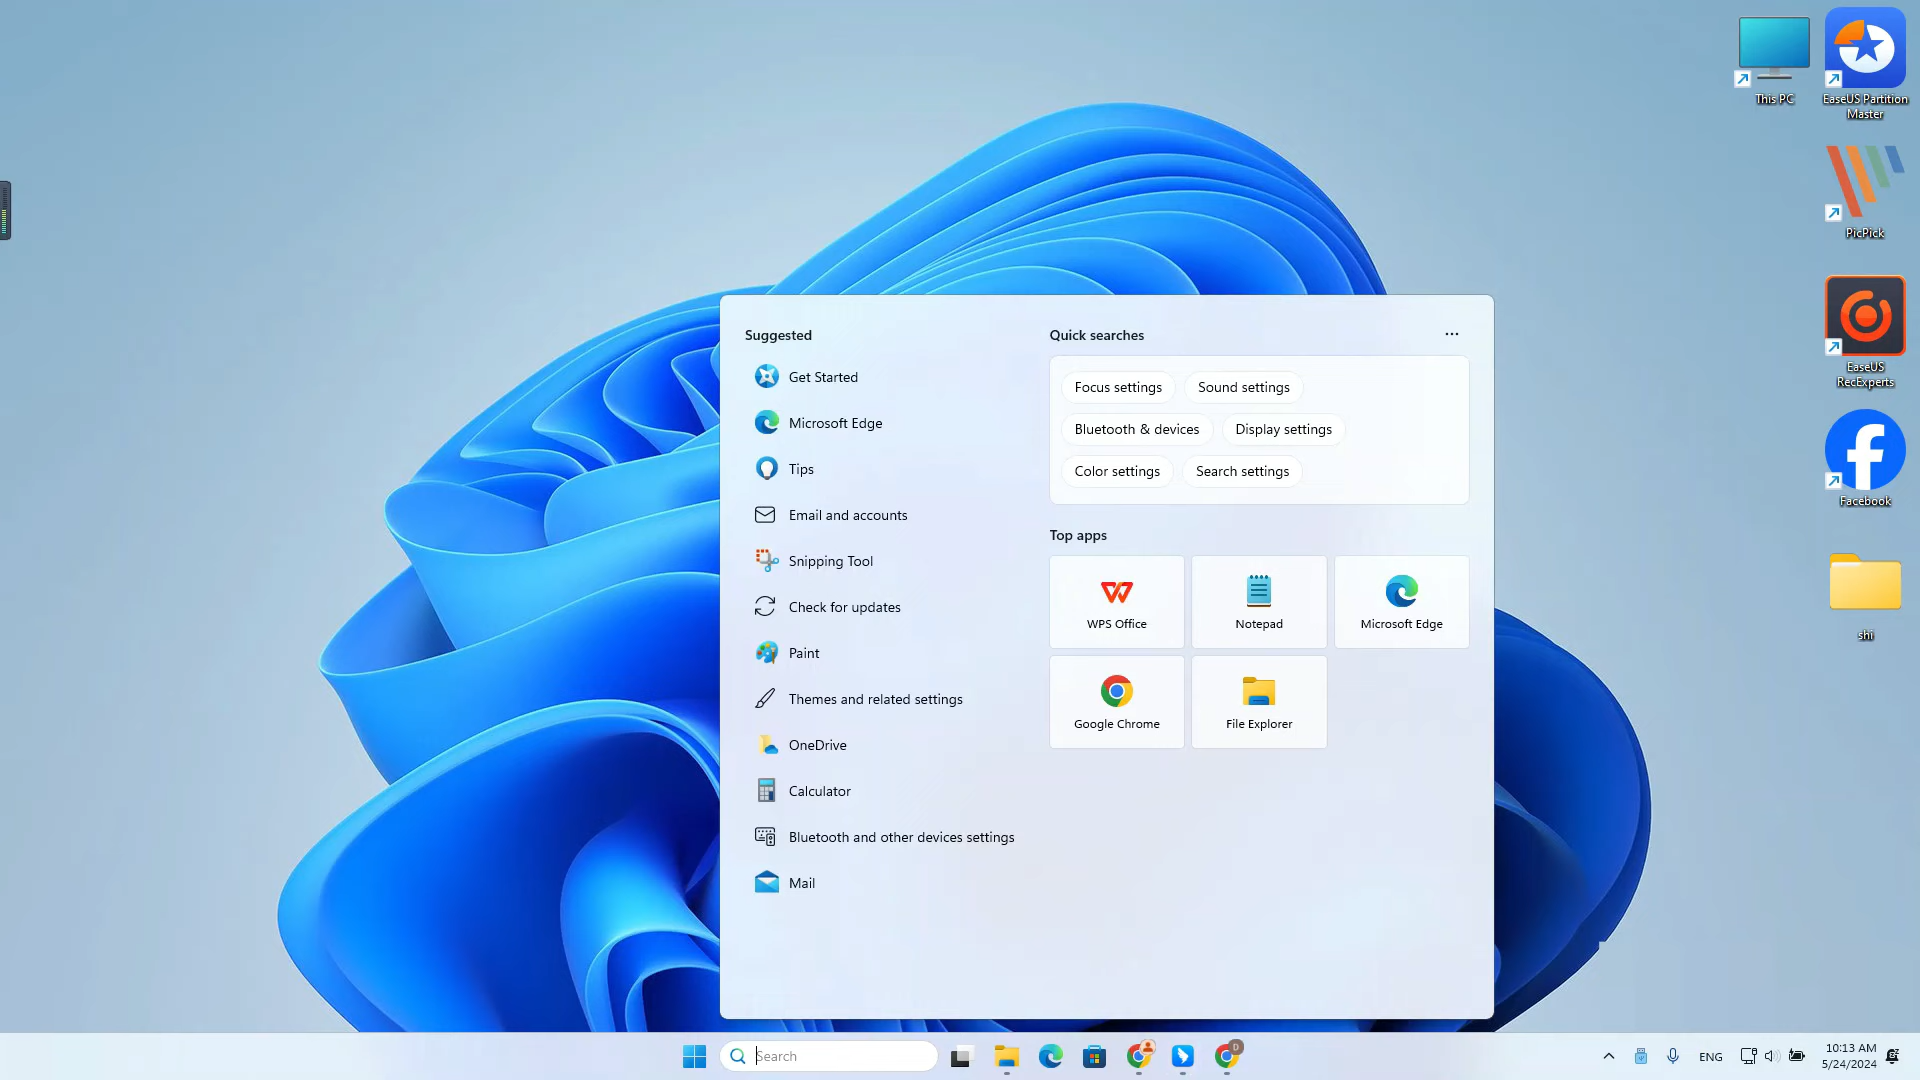 This PC
EaseUS Partition
Master
PicPick
EaseUS
RecExperts
Facebook
shi
Suggested
Get Started
Microsoft Edge
Tips
Email and accounts
Snipping Tool
Check for updates
Paint
Themes and related settings
OneDrive
Calculator
Bluetooth and other devices settings
Mail
Quick searches
Focus settings
Sound settings
Bluetooth & devices
Display settings
Color settings
Search settings
Top apps
WPS Office
Notepad
Microsoft Edge
Google Chrome
File Explorer
Search
D
ENG
10:13 AM
5/24/2024